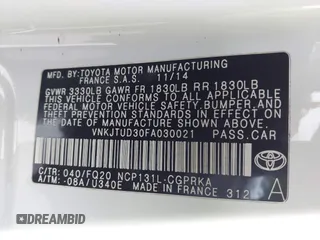 MFD. BY:TOYOTA MOTOR MANUFACTURING
FRANCE S.A.S. 11/14
GVWR 3330LB GAWR FR 1830LB RR 1830LB
THIS VEHICLE CONFORMS TO ALL APPLICABLE
FEDERAL MOTOR VEHICLE SAFETY, BUMPER, AND
THEFT PREVENTION STANDARDS IN EFFECT ON
THE DATE OF MANUFACTURE SHOWN ABOVE.
VNKJTUD30FA030021 PASS.CAR
C/TR: 040/FQ20 NCP131L-CGPRKA
A/TM: -08A/U340E MADE IN FRANCE 312
A
TOYOTA
DREAMBID